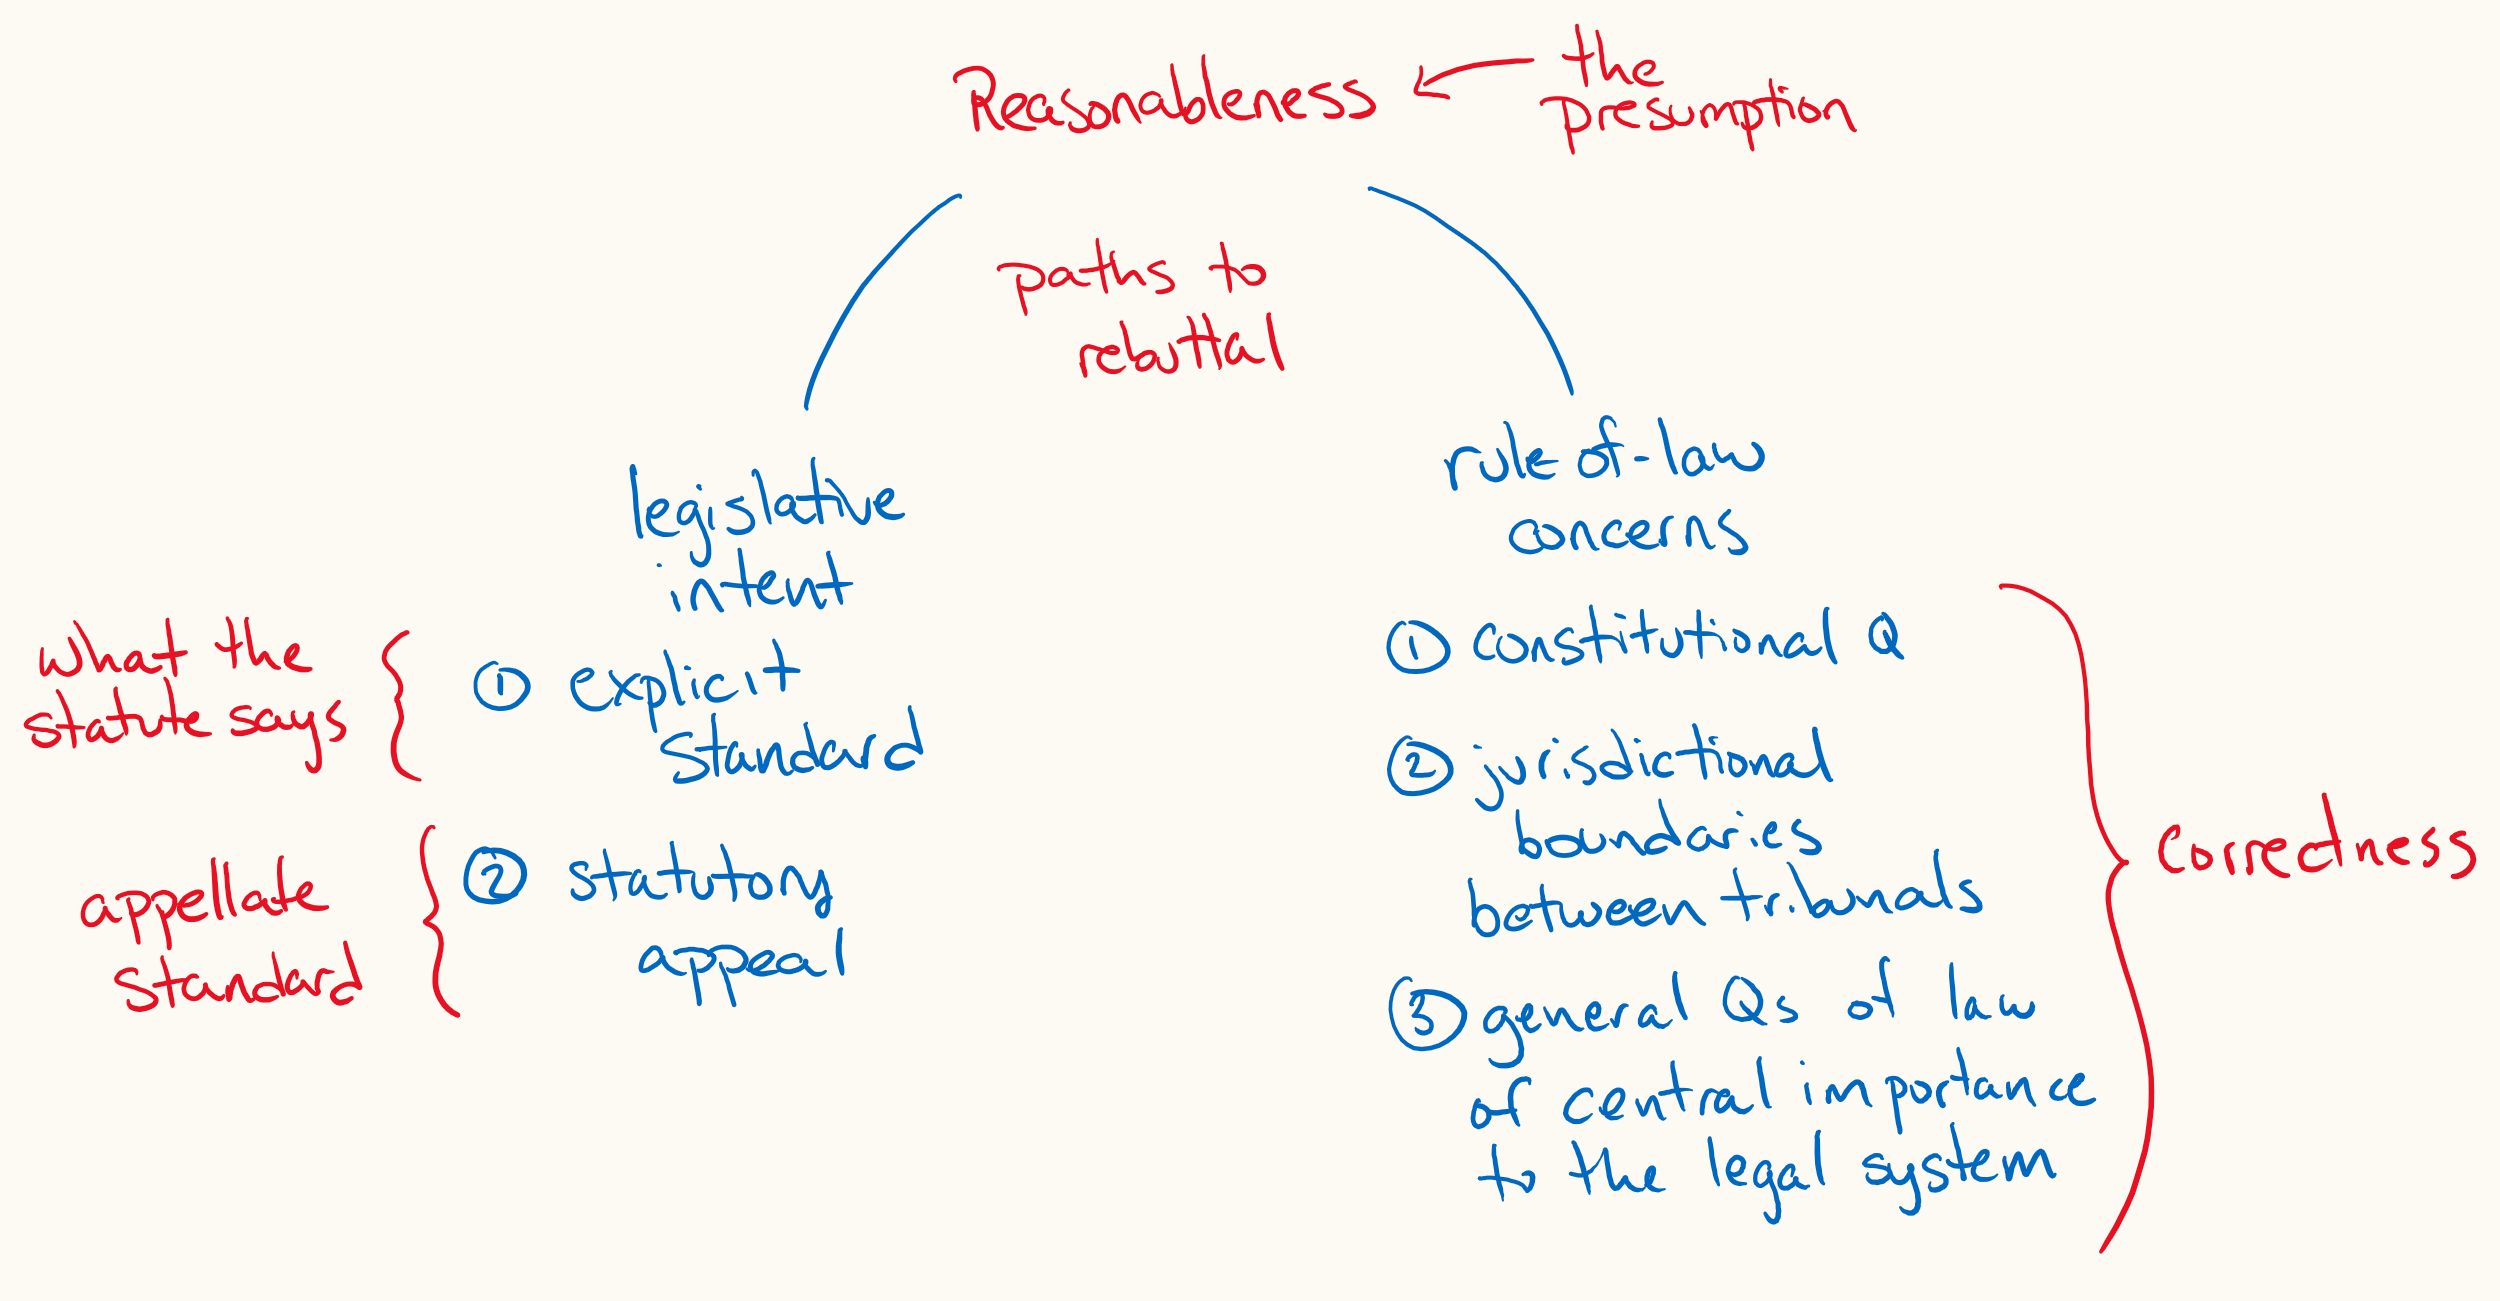 Reasonableness
the
presumption
paths to
rebuttal
legislative
intent
what the
statute says
① explicit
standard
appellate
standard
② statutory
appeal
rule-of-law
concerns
① constitutional Q
② jurisdictional
boundaries
between tribunals
③ general Qs of law
of central importance
to the legal system
correctness